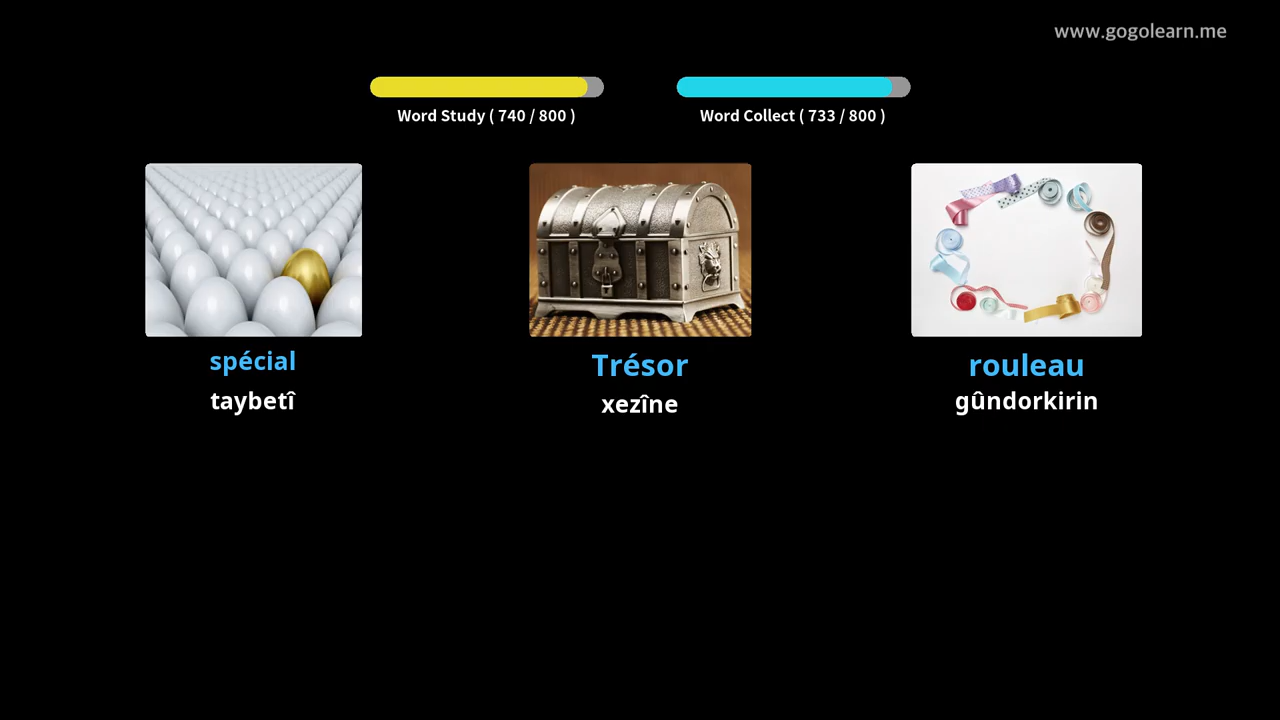 www.gogolearn.me
Word Study ( 740 / 800 )
Word Collect ( 733 / 800 )
spécial
taybetî
Trésor
xezîne
rouleau
gûndorkirin